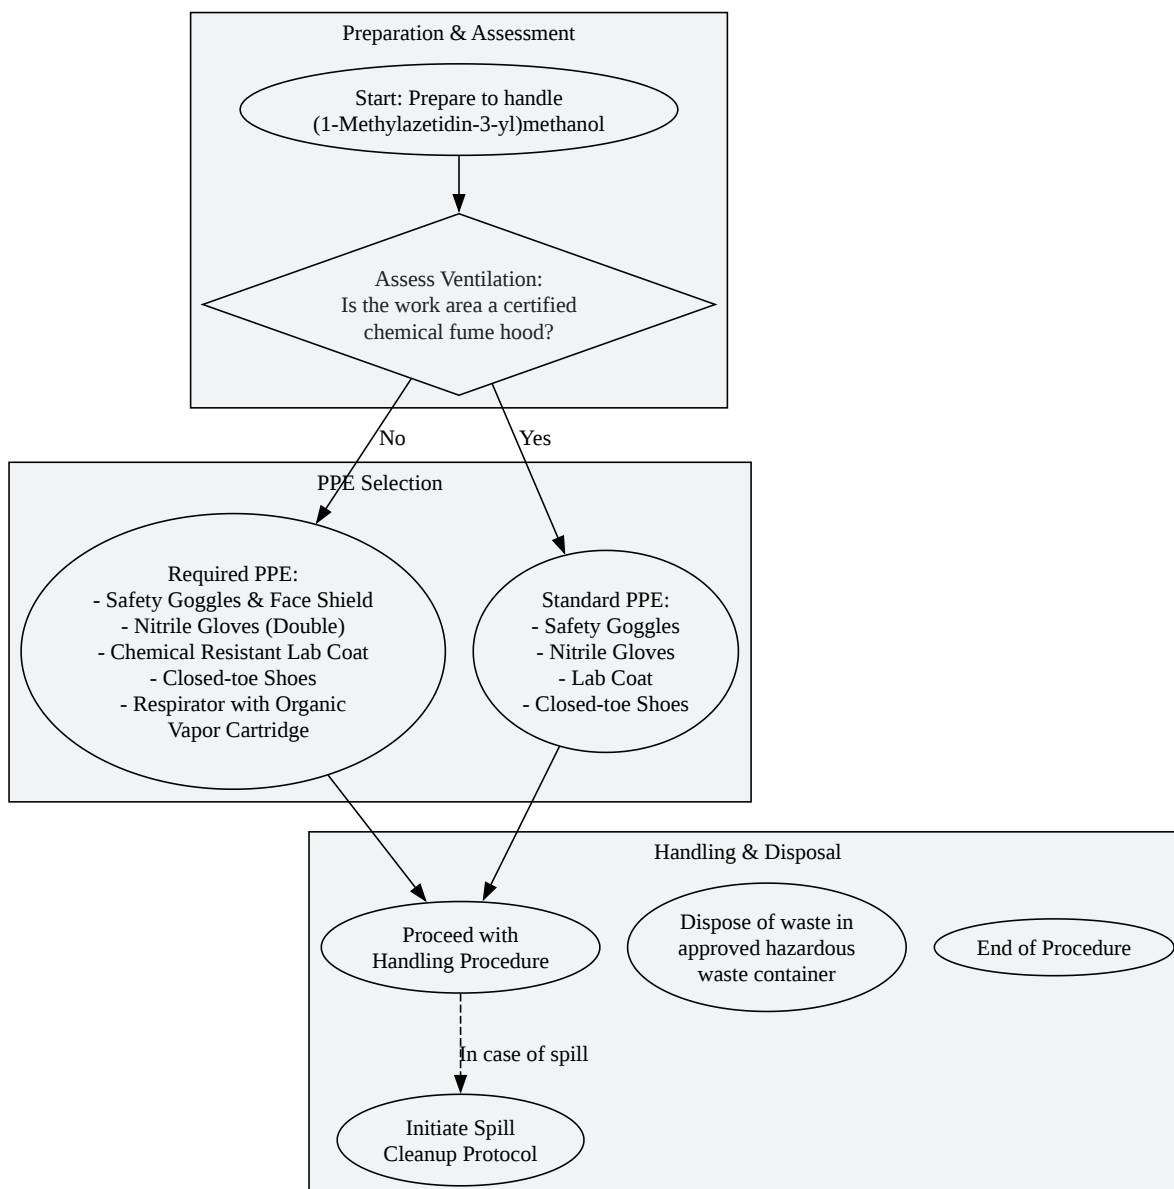 Preparation & Assessment
Start: Prepare to handle
(1-Methylazetidin-3-yl)methanol
Assess Ventilation:
Is the work area a certified
chemical fume hood?
No
Yes
PPE Selection
Required PPE:
- Safety Goggles & Face Shield
- Nitrile Gloves (Double)
- Chemical Resistant Lab Coat
- Closed-toe Shoes
- Respirator with Organic
Vapor Cartridge
Standard PPE:
- Safety Goggles
- Nitrile Gloves
- Lab Coat
- Closed-toe Shoes
Handling & Disposal
Proceed with
Handling Procedure
Dispose of waste in
approved hazardous
waste container
End of Procedure
In case of spill
Initiate Spill
Cleanup Protocol